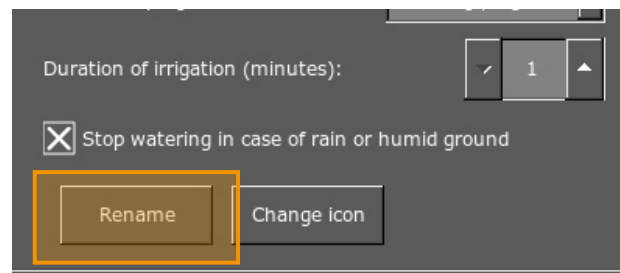 Duration of irrigation (minutes):
1
Stop watering in case of rain or humid ground
Rename
Change icon